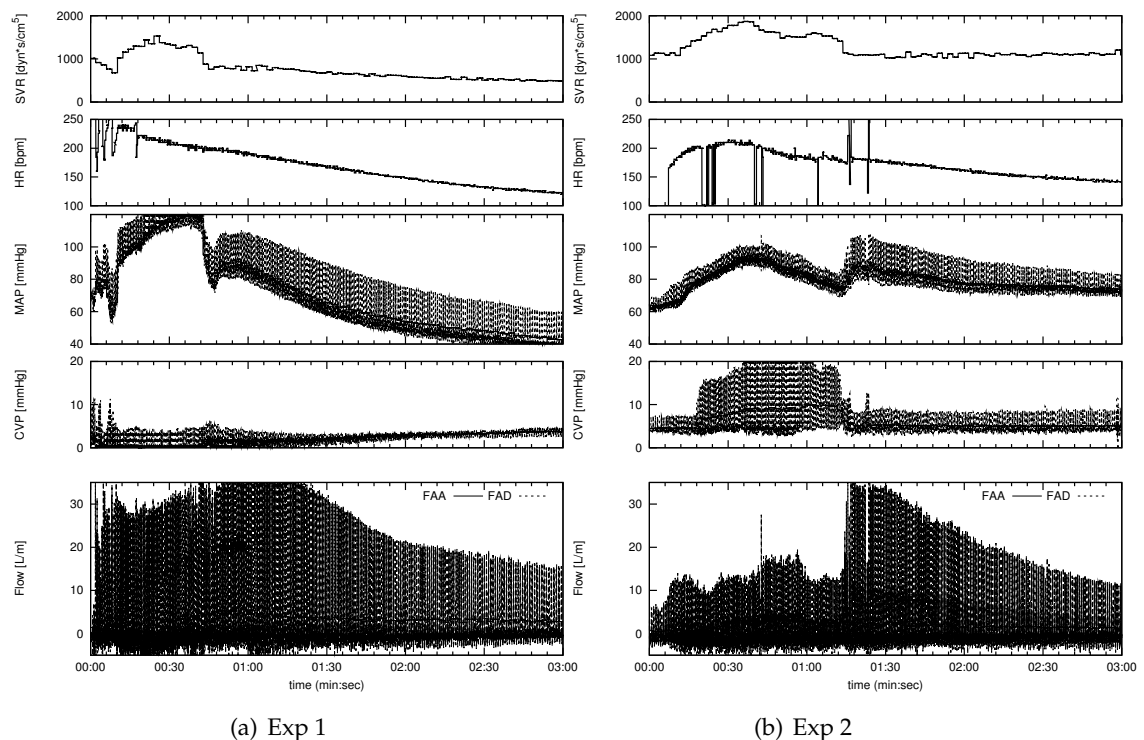 2000
1000
0
SVR [dyn*s/cm⁵]
250
200
150
100
HR [bpm]
100
80
60
40
MAP [mmHg]
20
10
0
CVP [mmHg]
30
20
10
0
Flow [L/m]
FAA FAD
00:00 00:30 01:00 01:30 02:00 02:30 03:00
time (min:sec)
(a) Exp 1
2000
1000
0
SVR [dyn*s/cm⁵]
250
200
150
100
HR [bpm]
100
80
60
40
MAP [mmHg]
20
10
0
CVP [mmHg]
30
20
10
0
Flow [L/m]
FAA FAD
00:00 00:30 01:00 01:30 02:00 02:30 03:00
time (min:sec)
(b) Exp 2